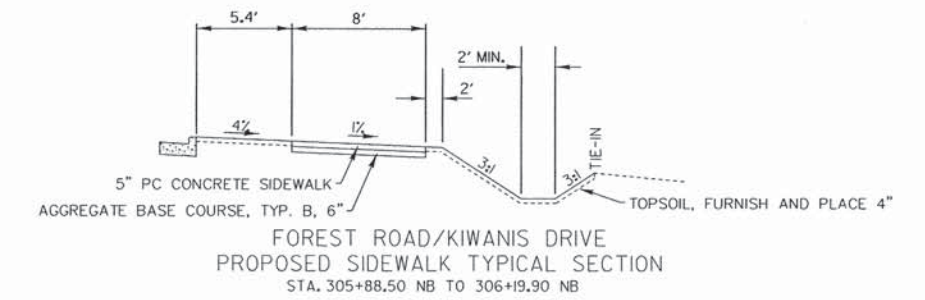 5.4'
8'
2' MIN.
2'
4%
1%
3:1
3:1
TIE-IN
5" PC CONCRETE SIDEWALK
AGGREGATE BASE COURSE, TYP. B, 6"
TOPSOIL, FURNISH AND PLACE 4"
FOREST ROAD/KIWANIS DRIVE
PROPOSED SIDEWALK TYPICAL SECTION
STA. 305+88.50 NB TO 306+19.90 NB